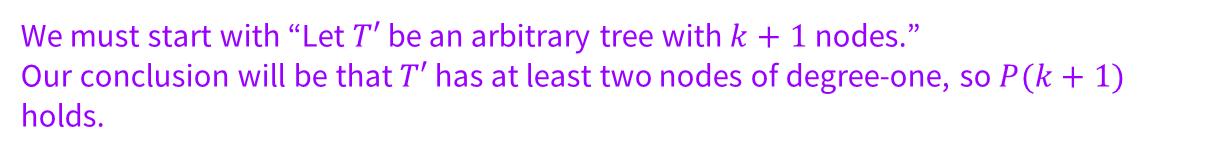 We must start with “Let T′ be an arbitrary tree with k + 1 nodes.”
Our conclusion will be that T′ has at least two nodes of degree-one, so P(k + 1)
holds.